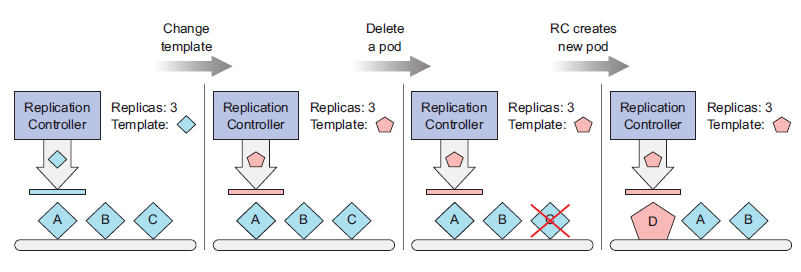 Change
template
Delete
a pod
RC creates
new pod
Replication
Controller
Replicas: 3
Template:
A
B
C
Replication
Controller
Replicas: 3
Template:
A
B
C
Replication
Controller
Replicas: 3
Template:
A
B
C
Replication
Controller
Replicas: 3
Template:
D
A
B